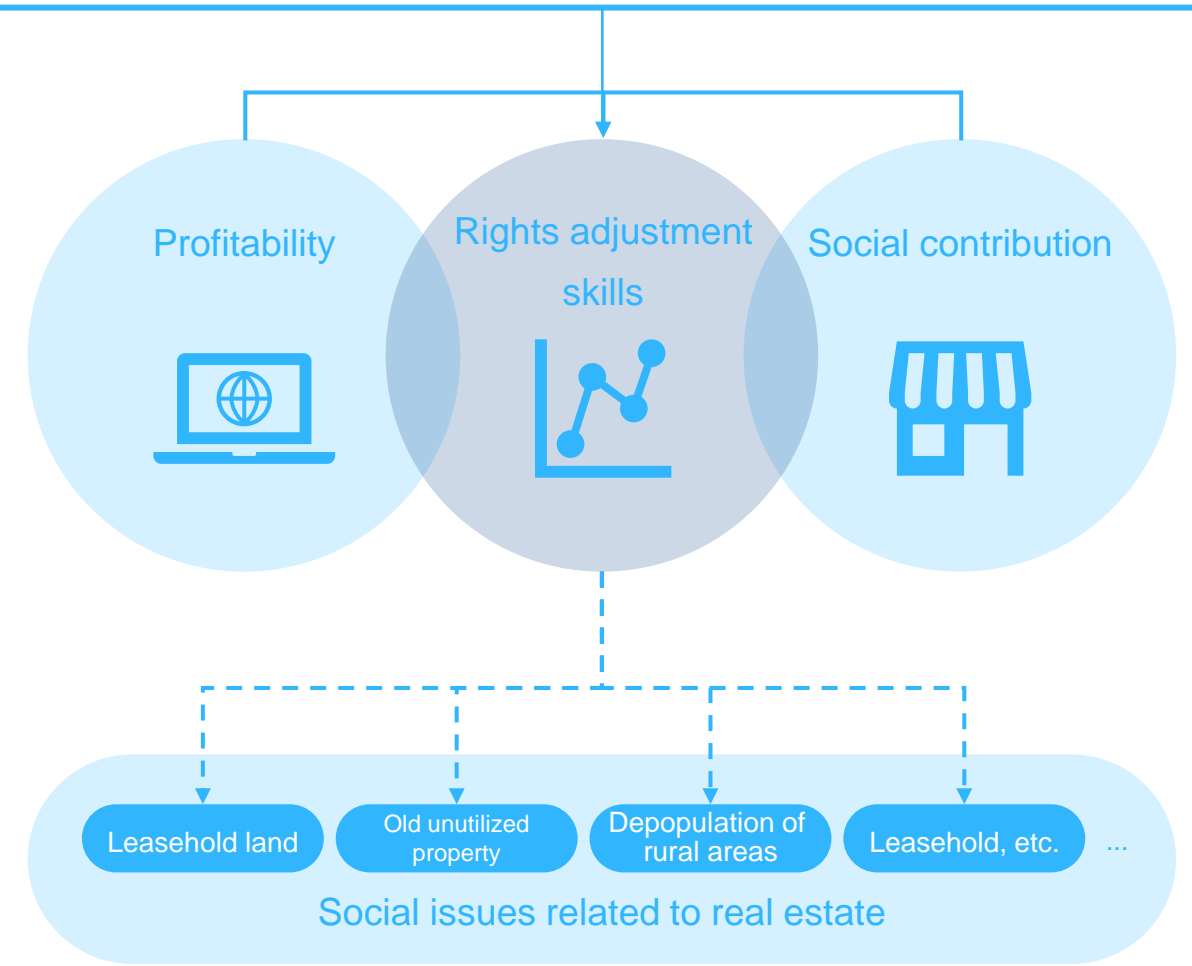 Profitability
Rights adjustment
skills
Social contribution
Leasehold land
Old unutilized
property
Depopulation of
rural areas
Leasehold, etc.
...
Social issues related to real estate